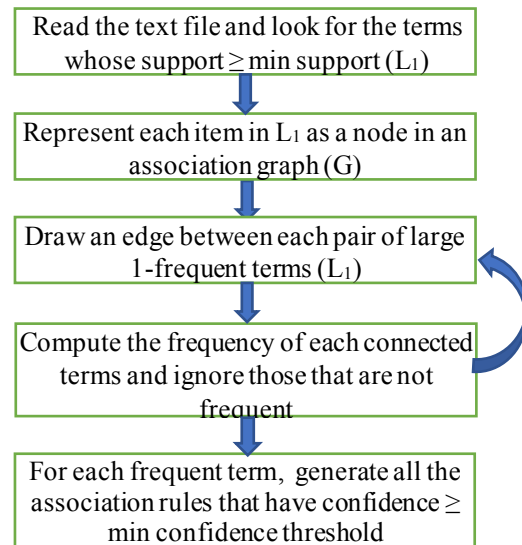 Read the text file and look for the terms
whose support ≥ min support (L₁)
Represent each item in L₁ as a node in an
association graph (G)
Draw an edge between each pair of large
1-frequent terms (L₁)
Compute the frequency of each connected
terms and ignore those that are not
frequent
For each frequent term, generate all the
association rules that have confidence ≥
min confidence threshold